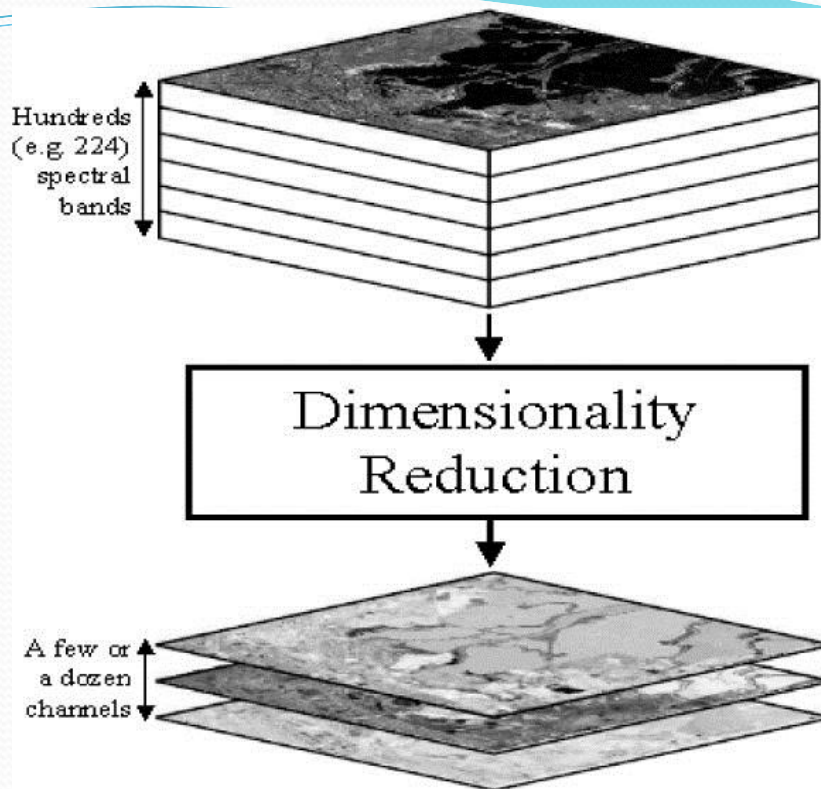 Hundreds
(e.g. 224)
spectral
bands
Dimensionality
Reduction
A few or
a dozen
channels